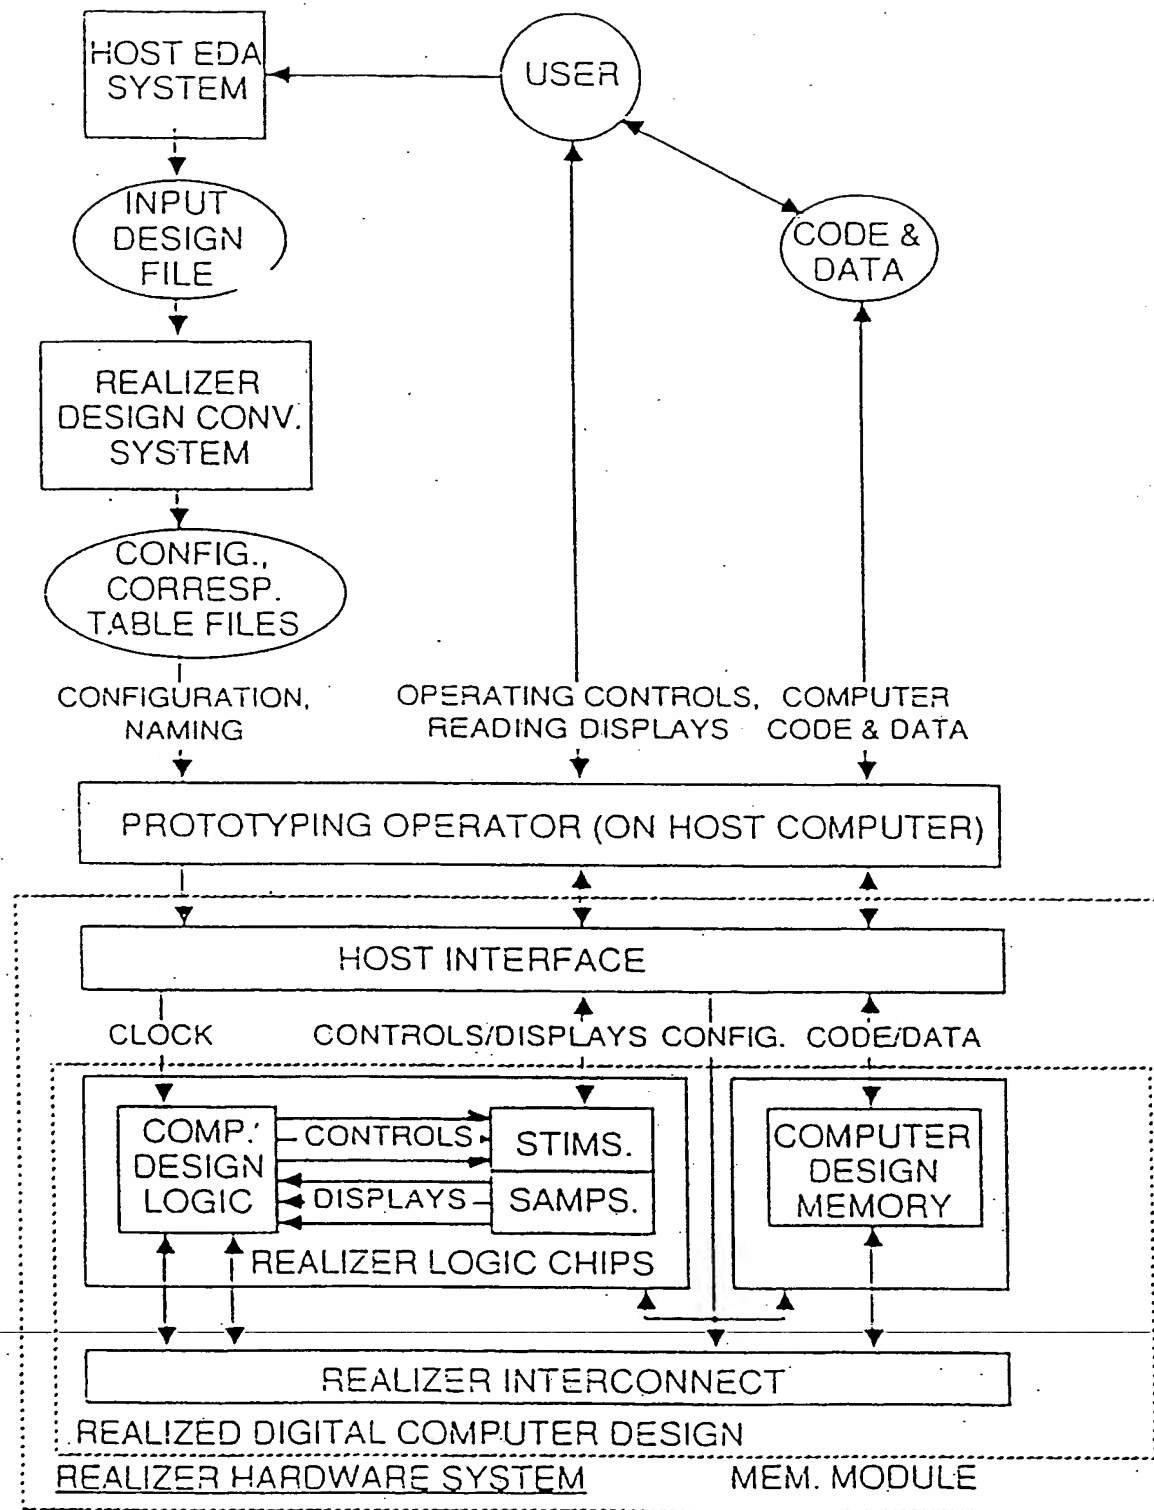 HOST EDA
SYSTEM
USER
INPUT
DESIGN
FILE
CODE &
DATA
REALIZER
DESIGN CONV.
SYSTEM
CONFIG.,
CORRESP.
TABLE FILES
CONFIGURATION,
NAMING
OPERATING CONTROLS,
READING DISPLAYS
COMPUTER
CODE & DATA
PROTOTYPING OPERATOR (ON HOST COMPUTER)
HOST INTERFACE
CLOCK
CONTROLS/DISPLAYS
CONFIG.
CODE/DATA
COMP.
DESIGN
LOGIC
CONTROLS
DISPLAYS
STIMS.
SAMPS.
COMPUTER
DESIGN
MEMORY
REALIZER LOGIC CHIPS
REALIZER INTERCONNECT
REALIZED DIGITAL COMPUTER DESIGN
REALIZER HARDWARE SYSTEM
MEM. MODULE